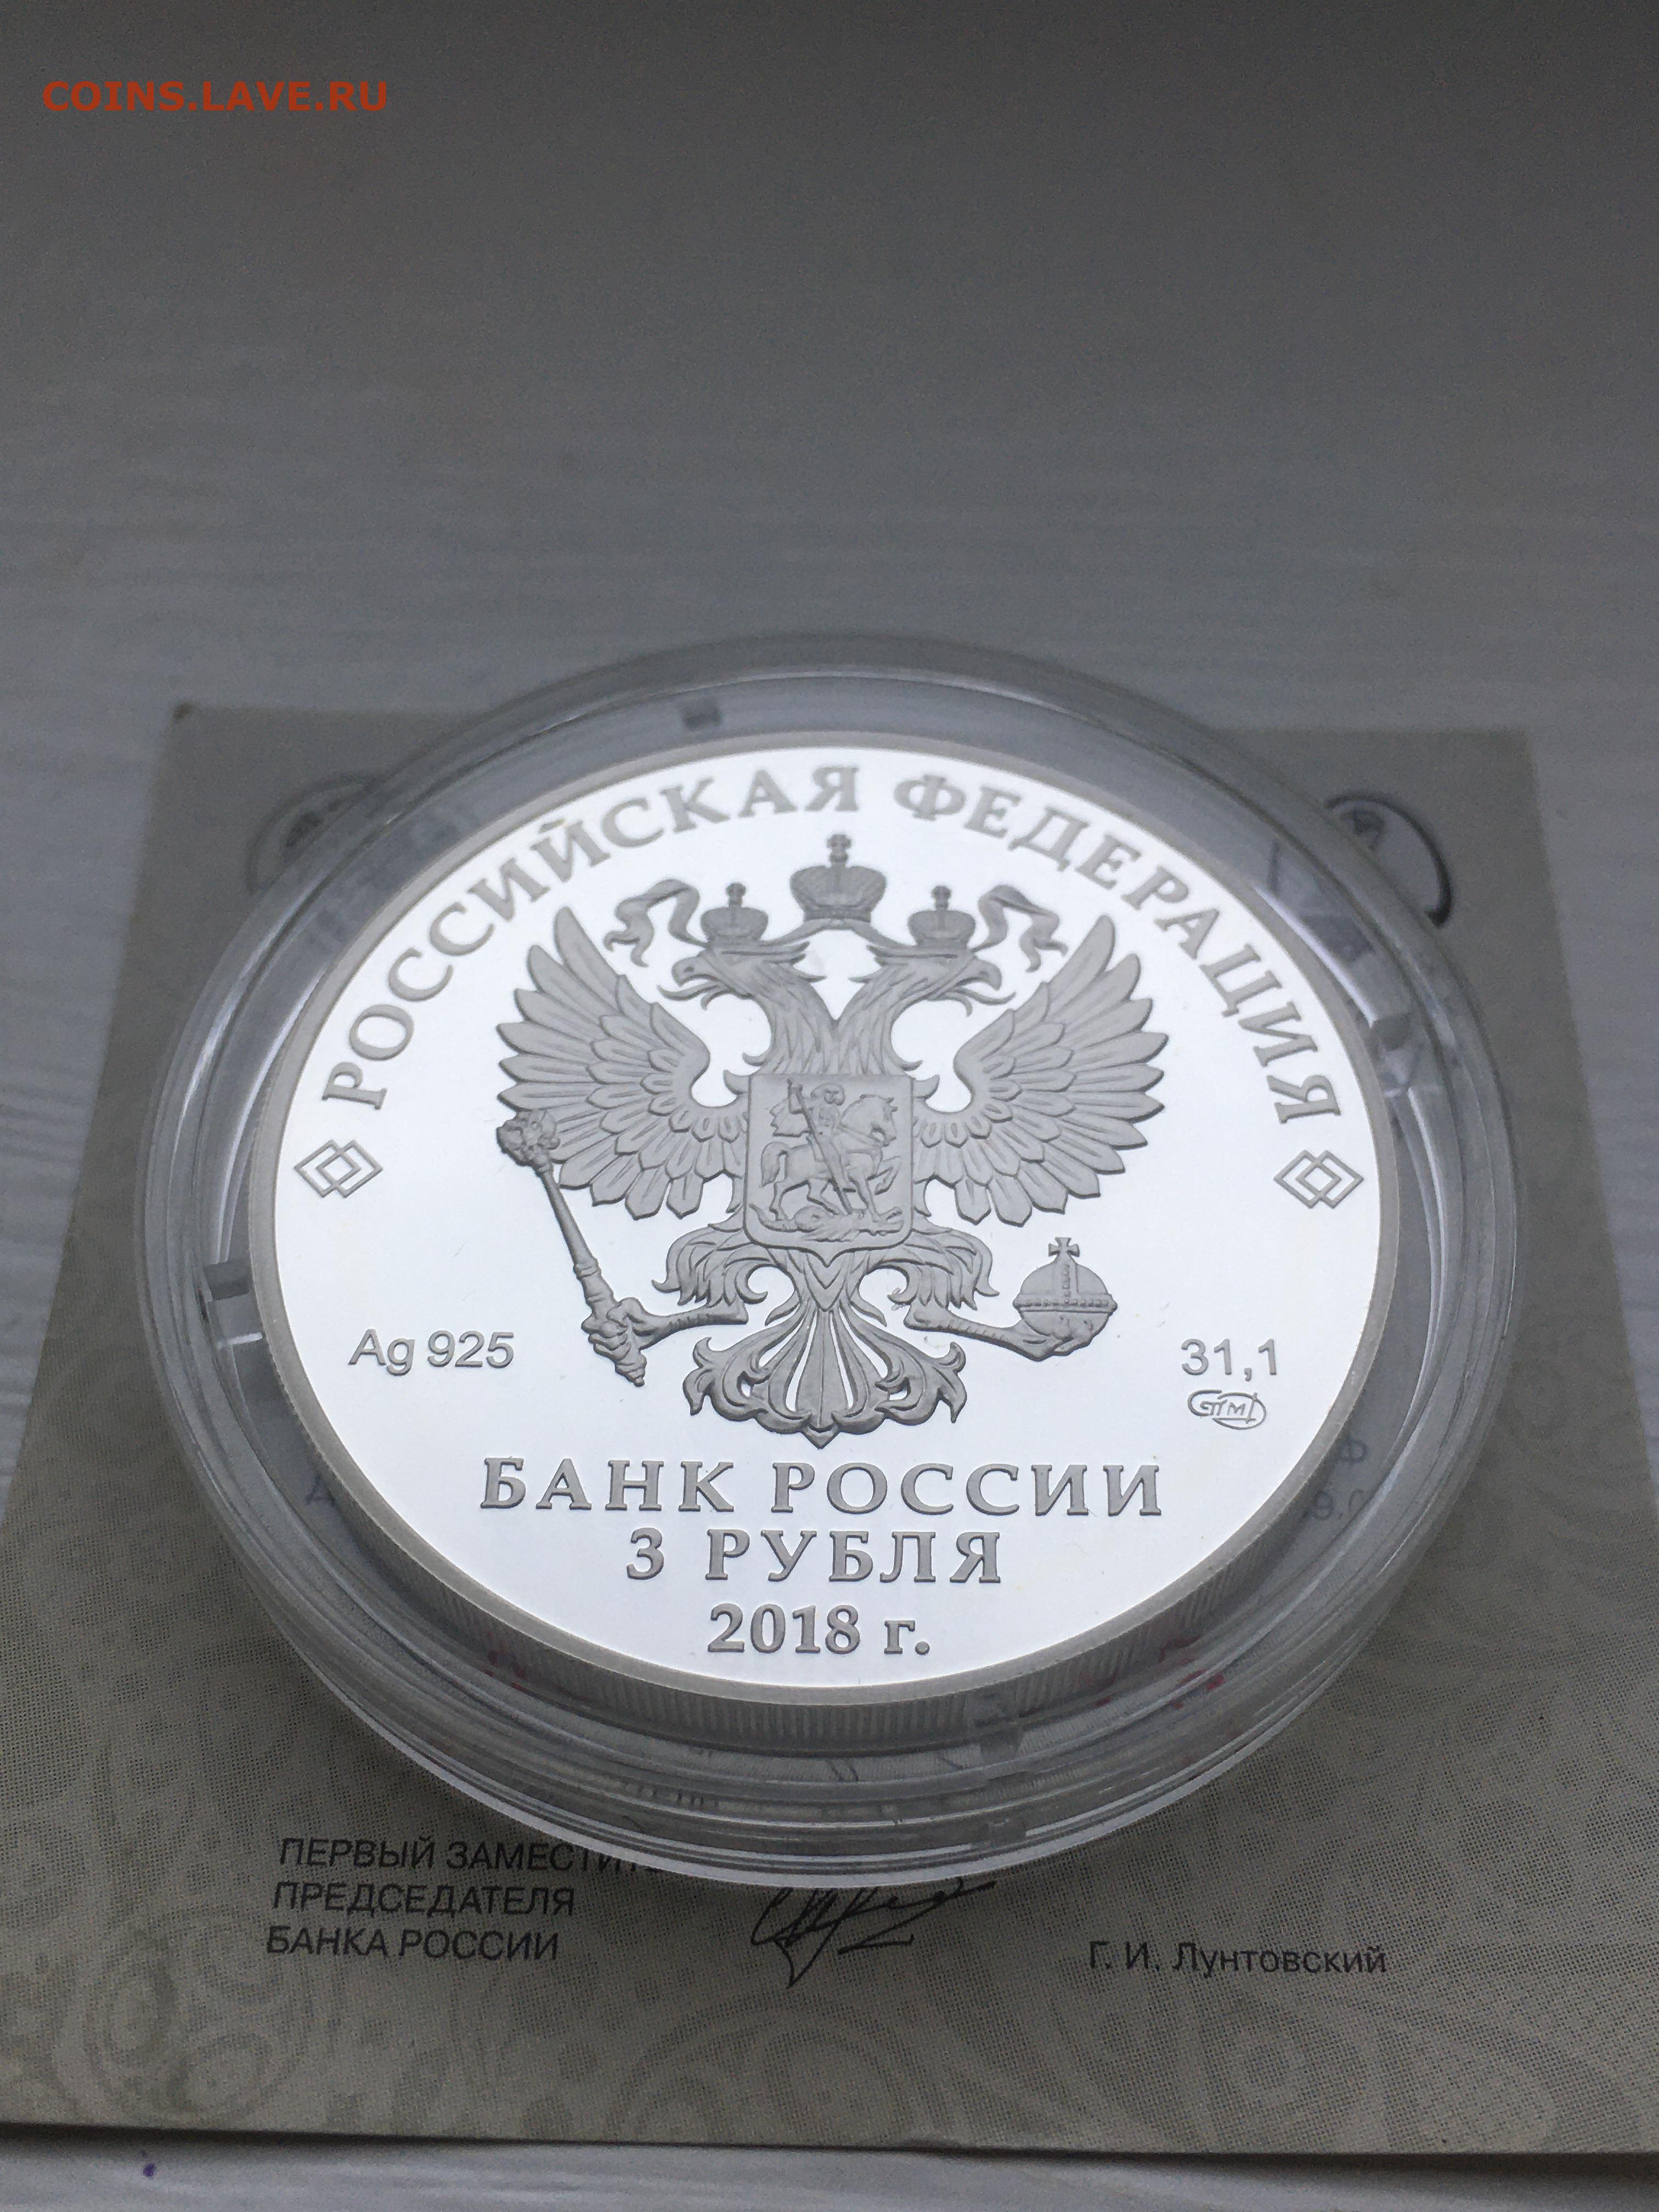 COINS.LAVE.RU
РОССИЙСКАЯ ФЕДЕРАЦИЯ
Ag 925
31,1
БАНК РОССИИ
3 РУБЛЯ
2018 г.
ПЕРВЫЙ
ПРЕДСЕДАТЕЛЯ
БАНКА РОССИИ
Г. И. Лунтовский